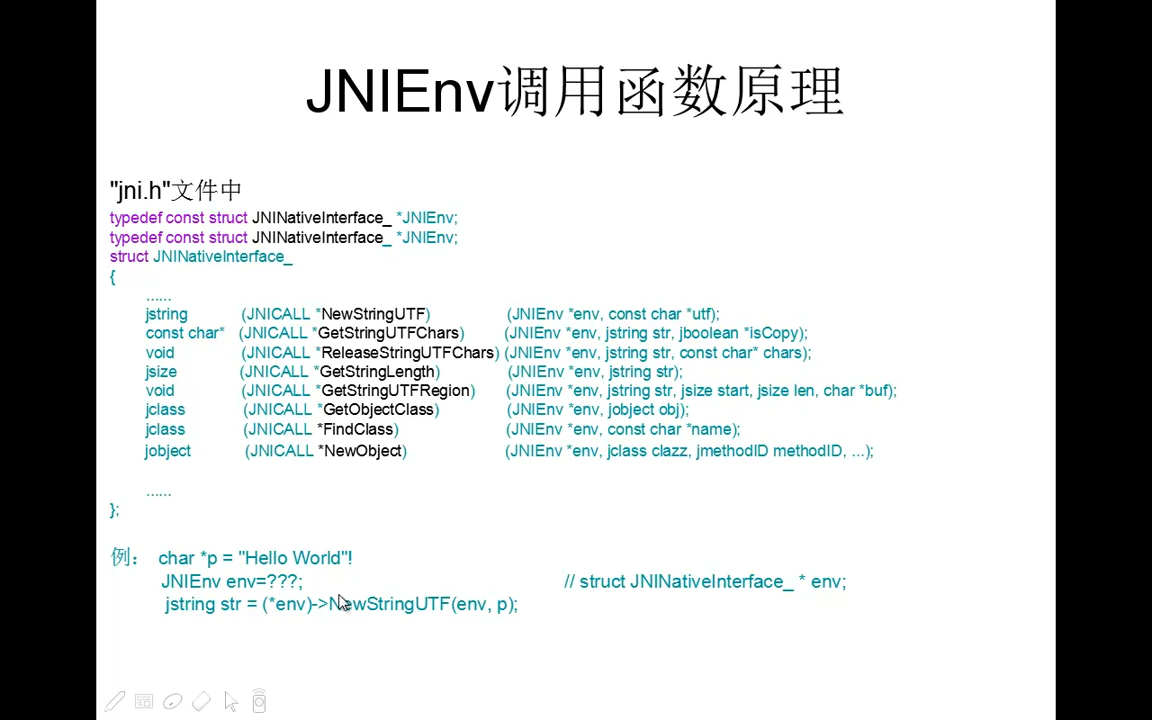 JNIEnv调用函数原理
"jni.h"文件中
typedef const struct JNINativeInterface_ *JNIEnv;
typedef const struct JNINativeInterface_ *JNIEnv;
struct JNINativeInterface_
{
......
jstring (JNICALL *NewStringUTF) (JNIEnv *env, const char *utf);
const char* (JNICALL *GetStringUTFChars) (JNIEnv *env, jstring str, jboolean *isCopy);
void (JNICALL *ReleaseStringUTFChars) (JNIEnv *env, jstring str, const char* chars);
jsize (JNICALL *GetStringLength) (JNIEnv *env, jstring str);
void (JNICALL *GetStringUTFRegion) (JNIEnv *env, jstring str, jsize start, jsize len, char *buf);
jclass (JNICALL *GetObjectClass) (JNIEnv *env, jobject obj);
jclass (JNICALL *FindClass) (JNIEnv *env, const char *name);
jobject (JNICALL *NewObject) (JNIEnv *env, jclass clazz, jmethodID methodID, ...);
......
};
例： char *p = "Hello World"!
JNIEnv env=???; // struct JNINativeInterface_ * env;
jstring str = (*env)->NewStringUTF(env, p);